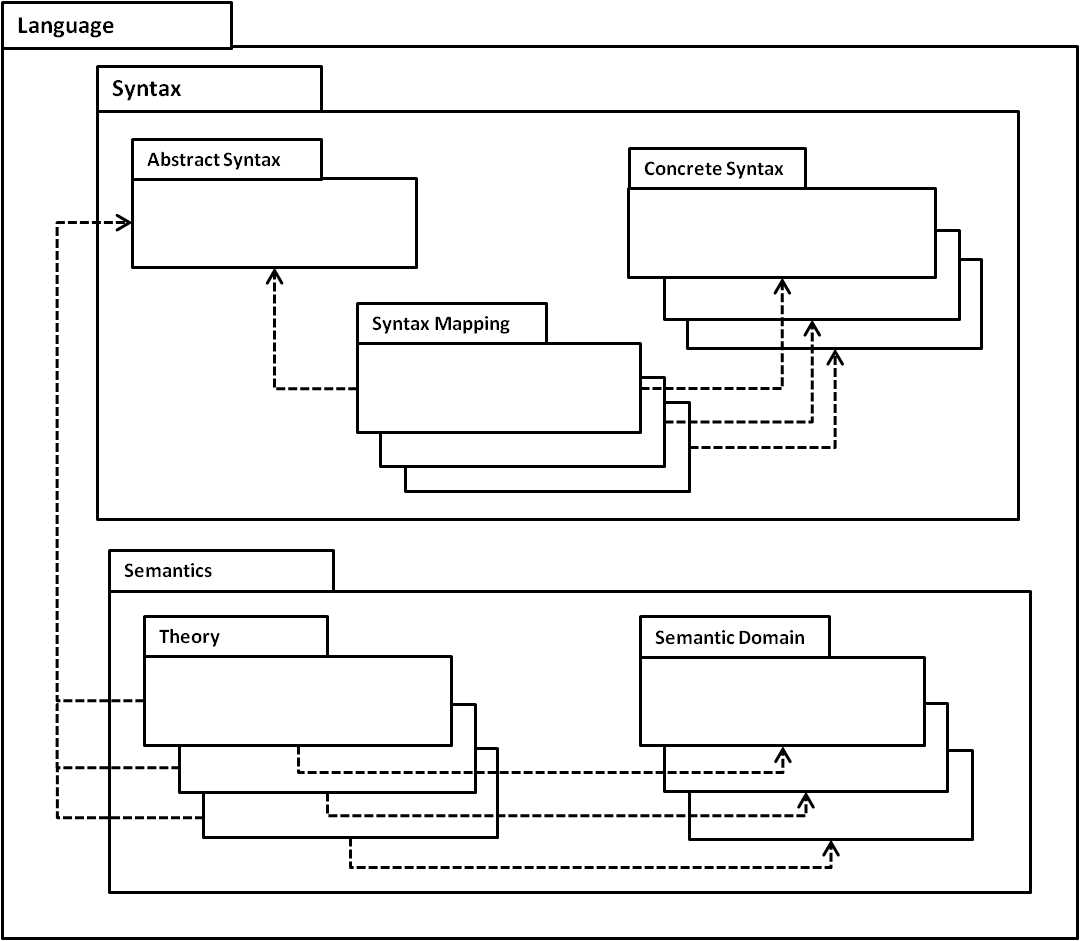 Language
Syntax
Abstract Syntax
Concrete Syntax
Syntax Mapping
Semantics
Theory
Semantic Domain